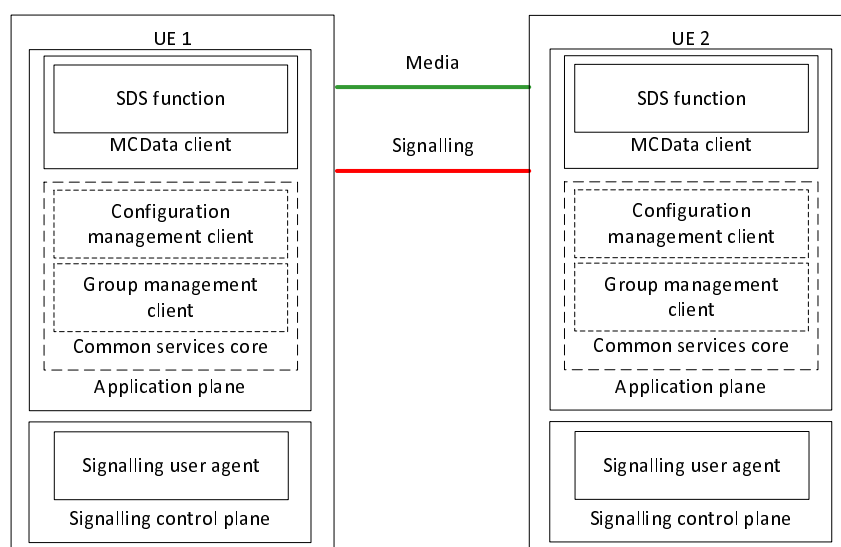 UE 1
SDS function
MCData client
Configuration
management client
Group management
client
Common services core
Application plane
Signalling user agent
Signalling control plane
Media
Signalling
UE 2
SDS function
MCData client
Configuration
management client
Group management
client
Common services core
Application plane
Signalling user agent
Signalling control plane